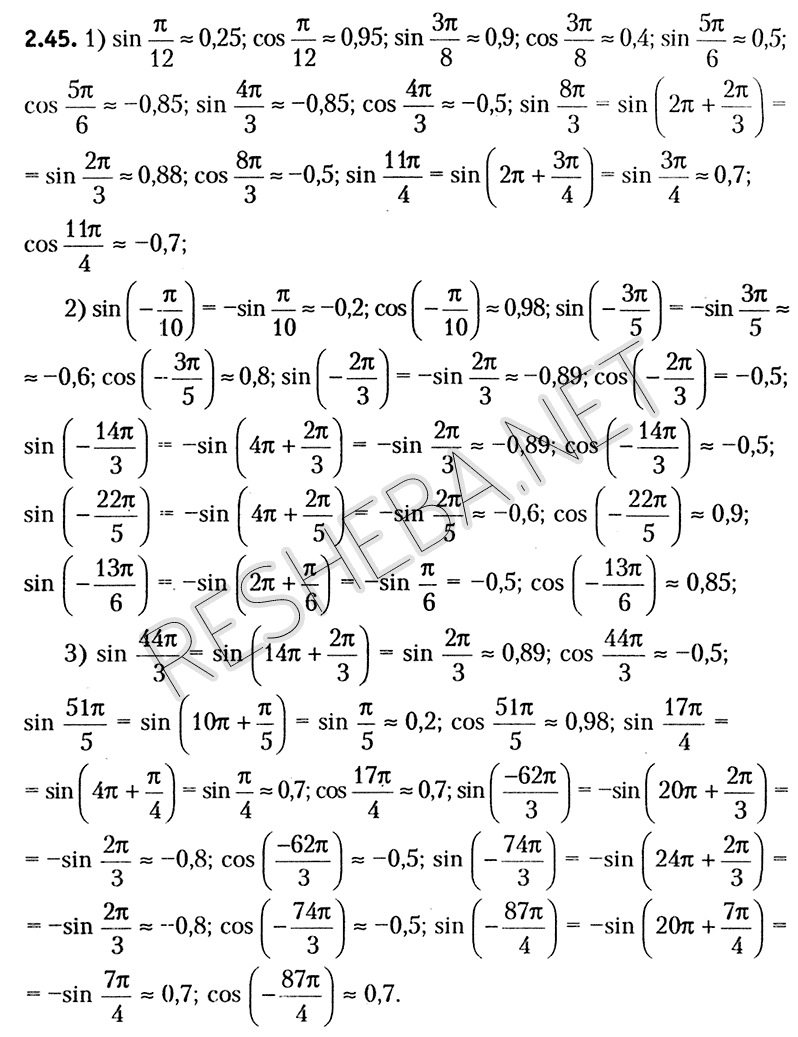 2.45. 1) sin π/12 ≈ 0,25; cos π/12 ≈ 0,95; sin 3π/8 ≈ 0,9; cos 3π/8 ≈ 0,4; sin 5π/6 ≈ 0,5;
cos 5π/6 ≈ −0,85; sin 4π/3 ≈ −0,85; cos 4π/3 ≈ −0,5; sin 8π/3 = sin(2π + 2π/3) =
= sin 2π/3 ≈ 0,88; cos 8π/3 ≈ −0,5; sin 11π/4 = sin(2π + 3π/4) = sin 3π/4 ≈ 0,7;
cos 11π/4 ≈ −0,7;
2) sin(−π/10) = −sin π/10 ≈ −0,2; cos(−π/10) ≈ 0,98; sin(−3π/5) = −sin 3π/5 ≈
≈ −0,6; cos(−3π/5) ≈ 0,8; sin(−2π/3) = −sin 2π/3 ≈ −0,89; cos(−2π/3) = −0,5;
sin(−14π/3) = −sin(4π + 2π/3) = −sin 2π/3 ≈ −0,89; cos(−14π/3) ≈ −0,5;
sin(−22π/5) = −sin(4π + 2π/5) = −sin 2π/5 ≈ −0,6; cos(−22π/5) ≈ 0,9;
sin(−13π/6) = −sin(2π + π/6) = −sin π/6 = −0,5; cos(−13π/6) ≈ 0,85;
3) sin 44π/3 = sin(14π + 2π/3) = sin 2π/3 ≈ 0,89; cos 44π/3 ≈ −0,5;
sin 51π/5 = sin(10π + π/5) = sin π/5 ≈ 0,2; cos 51π/5 ≈ 0,98; sin 17π/4 =
= sin(4π + π/4) = sin π/4 ≈ 0,7; cos 17π/4 ≈ 0,7; sin(−62π/3) = −sin(20π + 2π/3) =
= −sin 2π/3 ≈ −0,8; cos(−62π/3) ≈ −0,5; sin(−74π/3) = −sin(24π + 2π/3) =
= −sin 2π/3 ≈ −0,8; cos(−74π/3) ≈ −0,5; sin(−87π/4) = −sin(20π + 7π/4) =
= −sin 7π/4 ≈ 0,7; cos(−87π/4) ≈ 0,7.
RESHEBA.NET